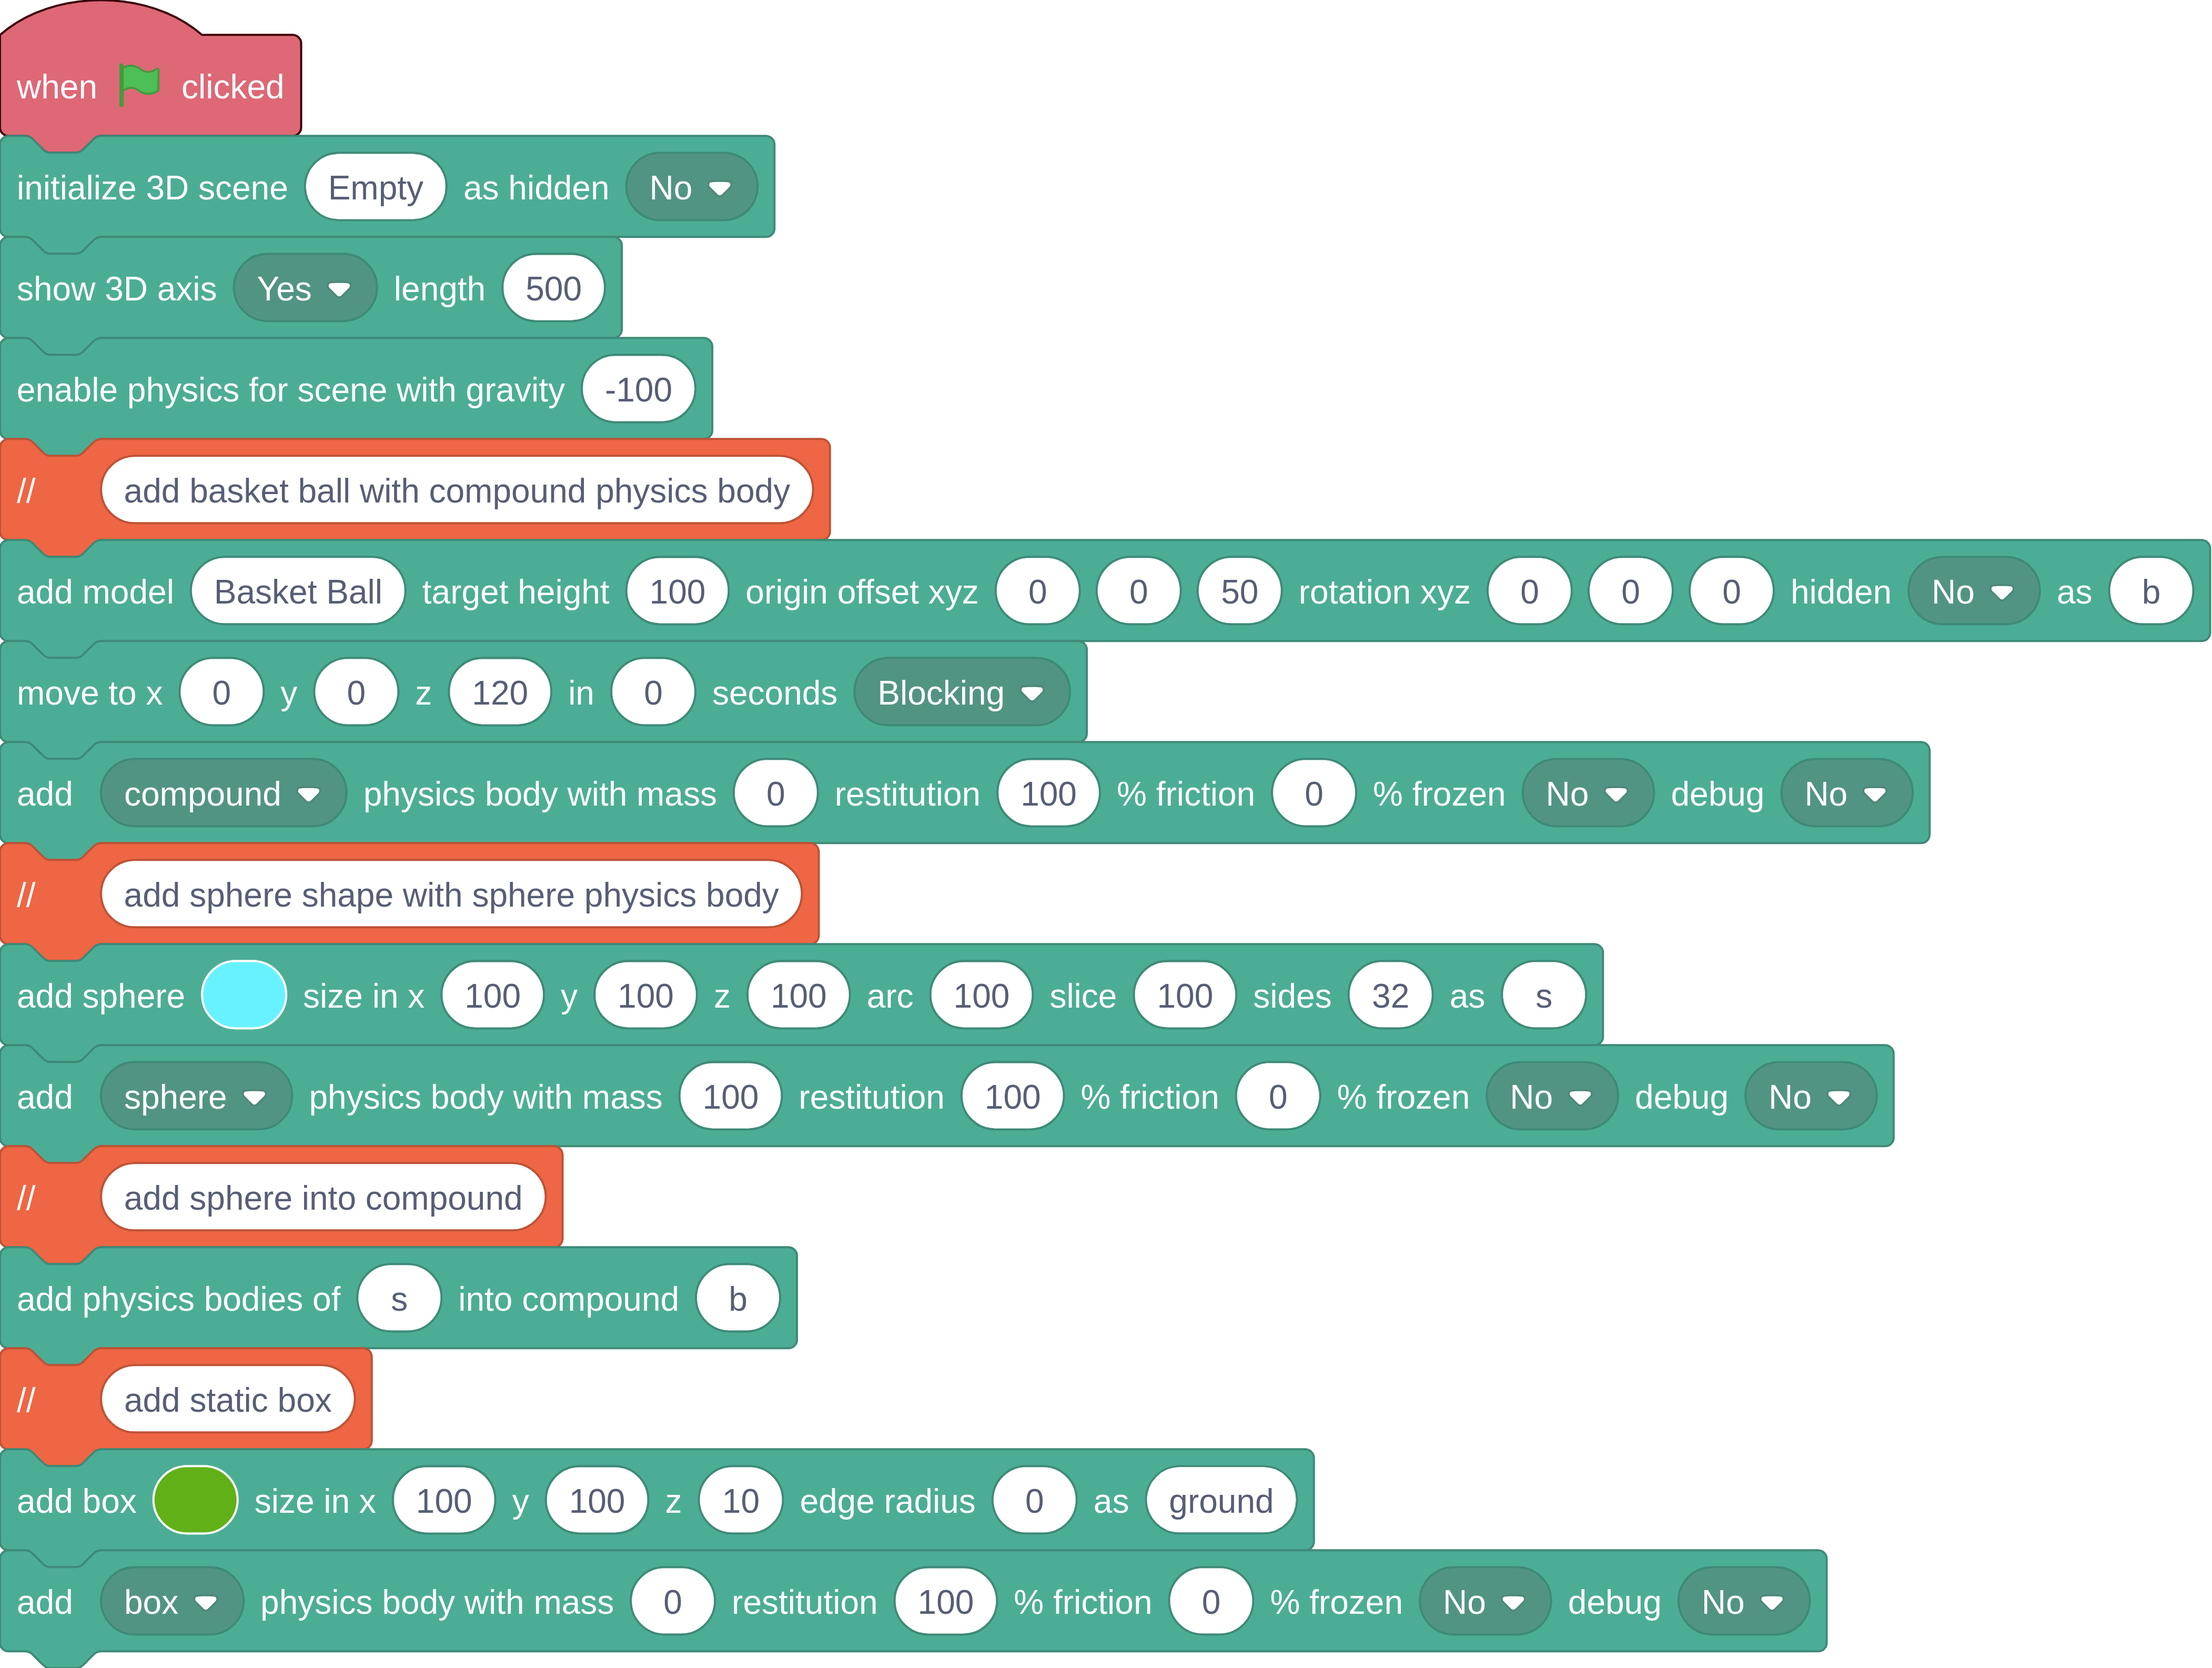 when clicked
initialize 3D scene Empty as hidden No
show 3D axis Yes length 500
enable physics for scene with gravity -100
// add basket ball with compound physics body
add model Basket Ball target height 100 origin offset xyz 0 0 50 rotation xyz 0 0 0 hidden No as b
move to x 0 y 0 z 120 in 0 seconds Blocking
add compound physics body with mass 0 restitution 100 % friction 0 % frozen No debug No
// add sphere shape with sphere physics body
add sphere size in x 100 y 100 z 100 arc 100 slice 100 sides 32 as s
add sphere physics body with mass 100 restitution 100 % friction 0 % frozen No debug No
// add sphere into compound
add physics bodies of s into compound b
// add static box
add box size in x 100 y 100 z 10 edge radius 0 as ground
add box physics body with mass 0 restitution 100 % friction 0 % frozen No debug No